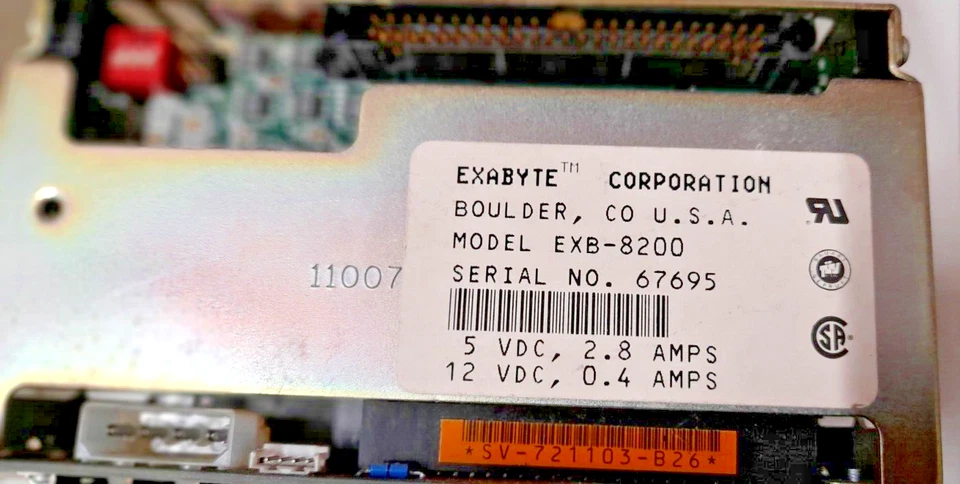 EXABYTE™ CORPORATION
BOULDER, CO U.S.A.
MODEL EXB-8200
SERIAL NO. 67695
11007
5 VDC, 2.8 AMPS
12 VDC, 0.4 AMPS
*SV-721103-B26*